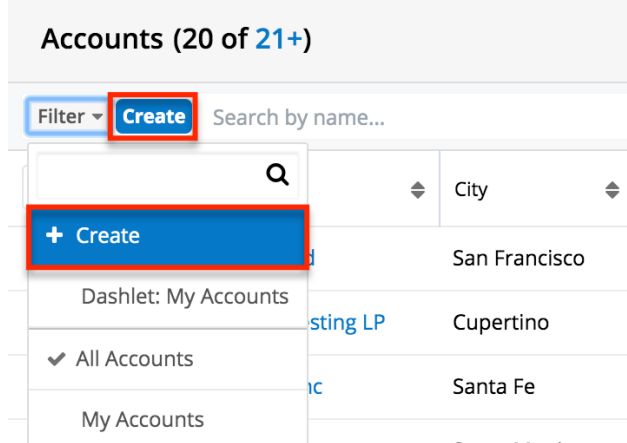 Accounts (20 of 21+)
Filter Create Search by name...
City
+ Create
San Francisco
Dashlet: My Accounts
sting LP
Cupertino
All Accounts
nc
Santa Fe
My Accounts